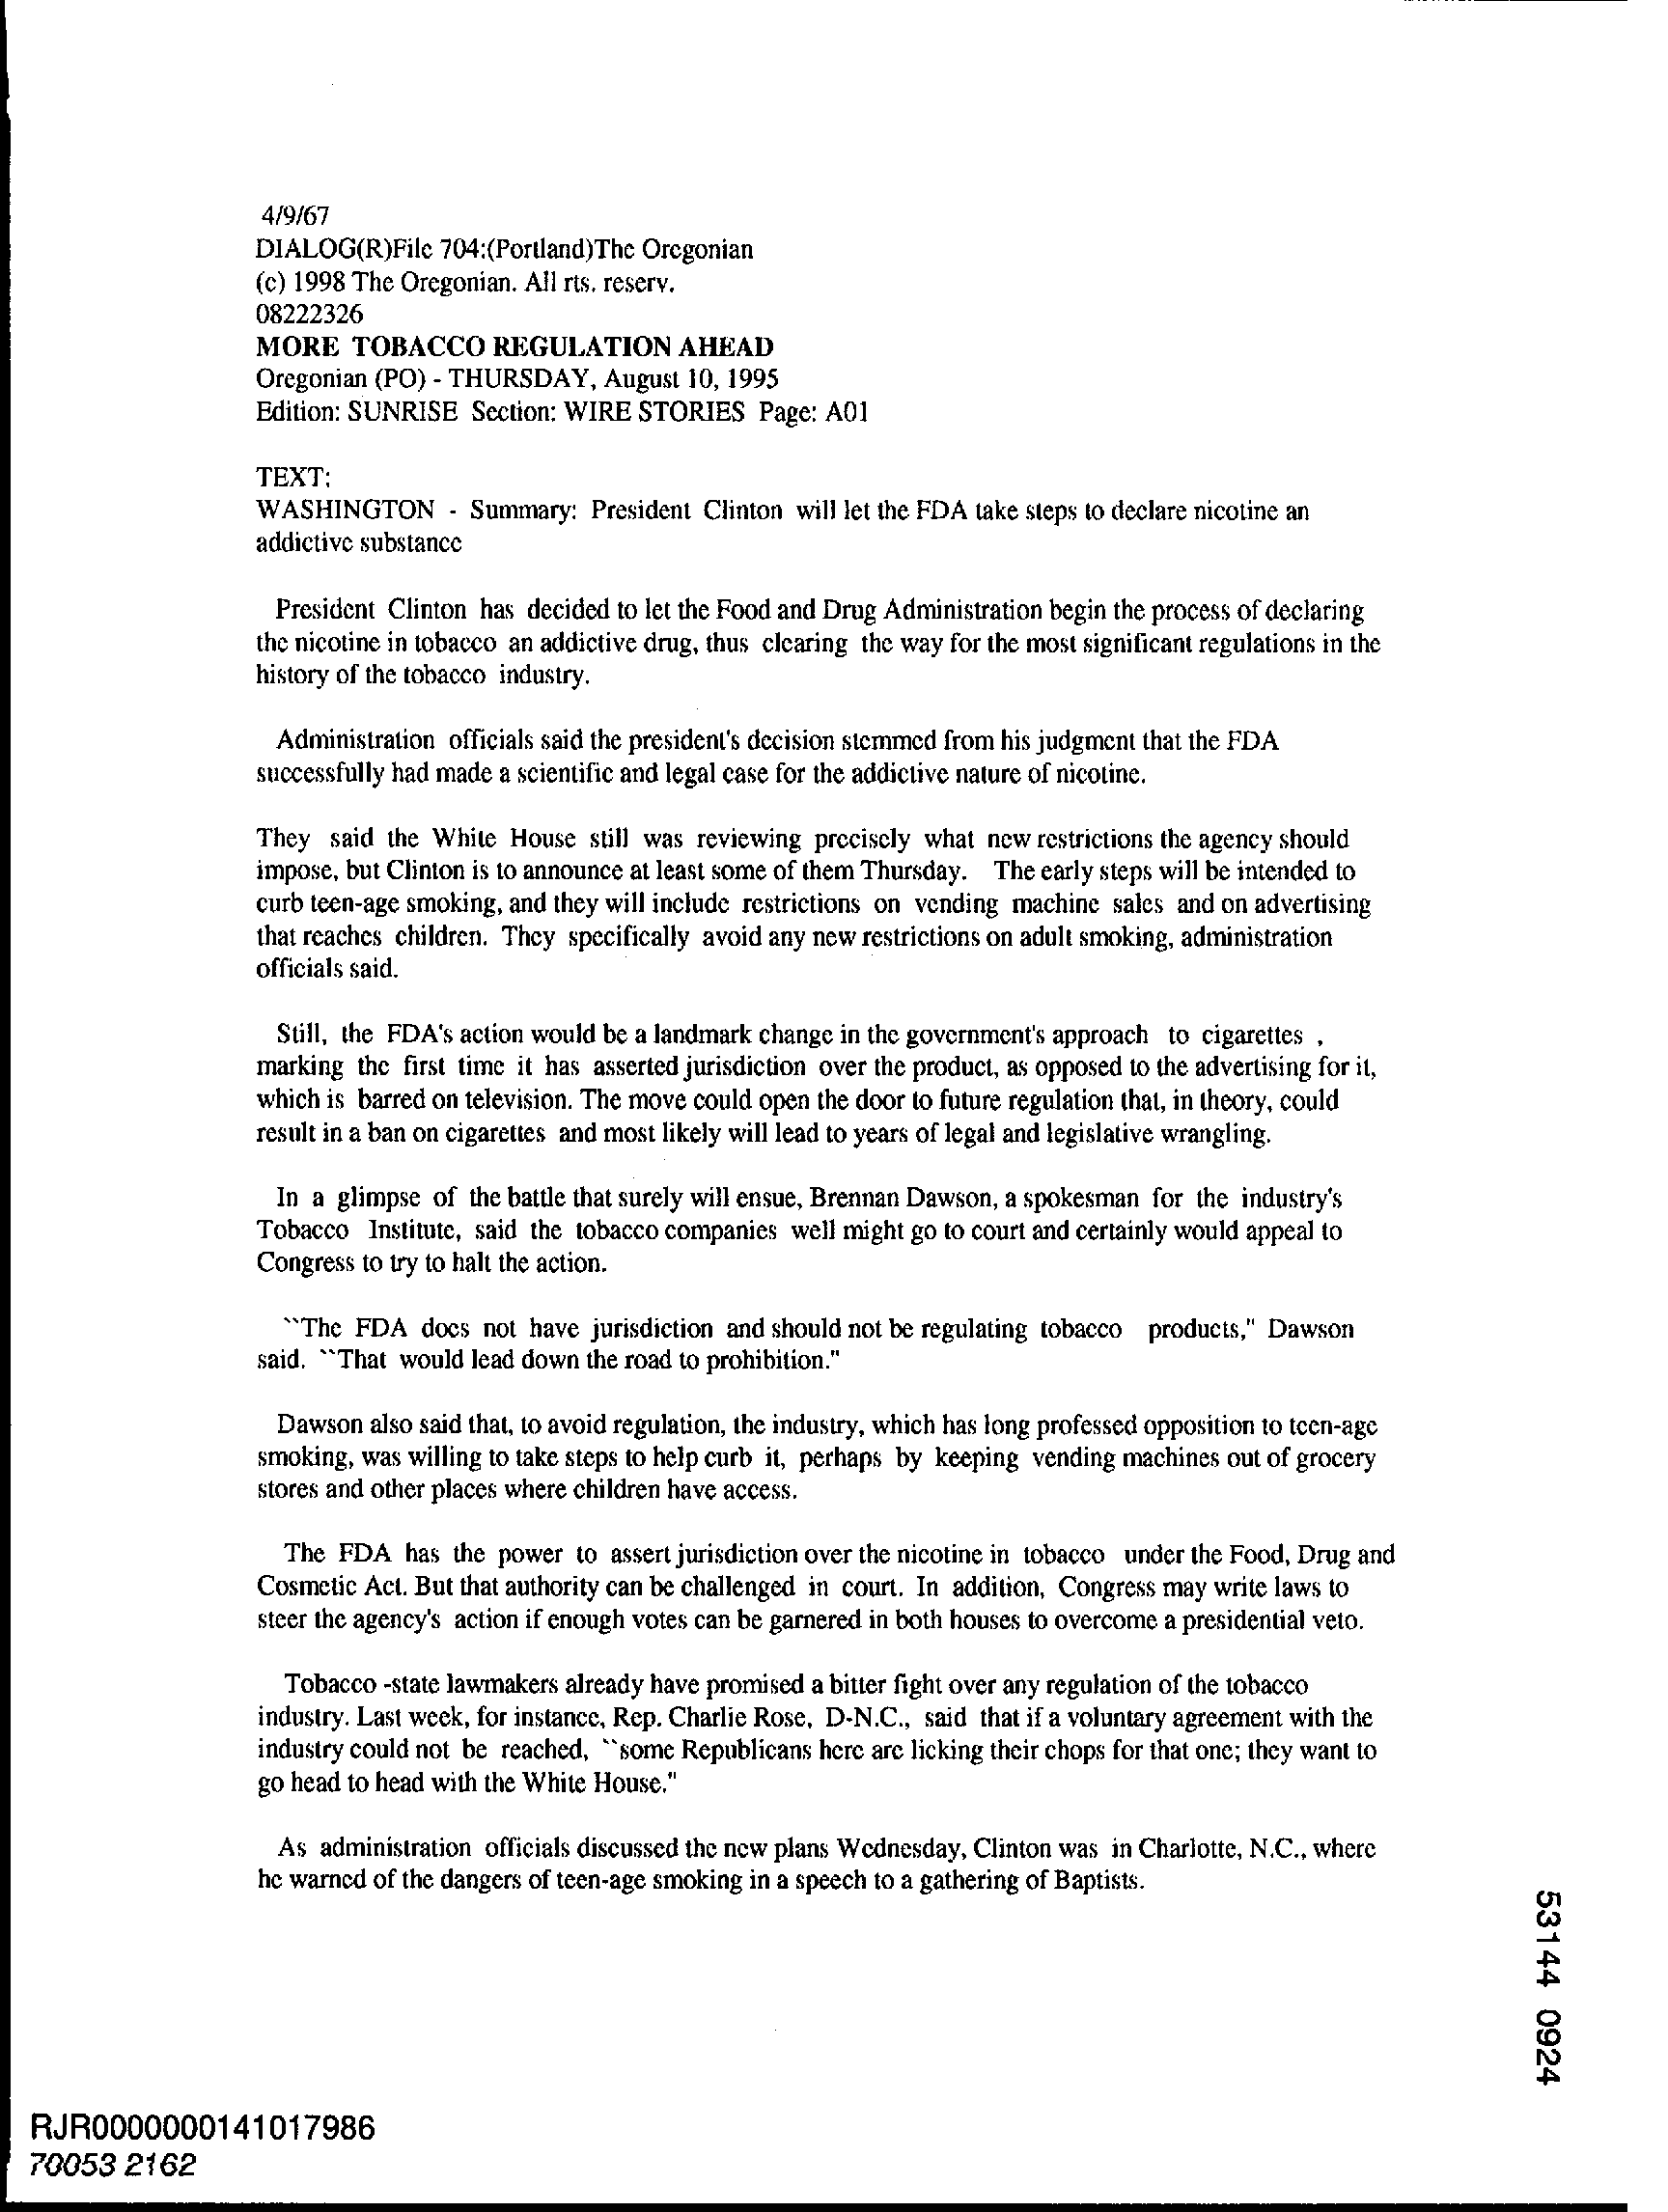 4/9/67
DIALOG(R)File 704:(Portland)The Oregonian
(c) 1998 The Oregonian. All rts. reserv.
08222326
MORE TOBACCO REGULATION AHEAD
Oregonian (PO) - THURSDAY, August 10, 1995
Edition: SUNRISE Section: WIRE STORIES Page: A01
TEXT:
WASHINGTON - Summary: President Clinton will let the FDA take steps to declare nicotine an
addictive substance
President Clinton has decided to let the Food and Drug Administration begin the process of declaring
the nicotine in tobacco an addictive drug, thus clearing the way for the most significant regulations in the
history of the tobacco industry.
Administration officials said the president's decision stemmed from his judgment that the FDA
successfully had made a scientific and legal case for the addictive nature of nicotine.
They said the White House still was reviewing precisely what new restrictions the agency should
impose, but Clinton is to announce at least some of them Thursday. The early steps will be intended to
curb teen-age smoking, and they will include restrictions on vending machine sales and on advertising
that reaches children. They specifically avoid any new restrictions on adult smoking, administration
officials said.
Still, the FDA's action would be a landmark change in the government's approach to cigarettes ,
marking the first time it has asserted jurisdiction over the product, as opposed to the advertising for it,
which is barred on television. The move could open the door to future regulation that, in theory, could
result in a ban on cigarettes and most likely will lead to years of legal and legislative wrangling.
In a glimpse of the battle that surely will ensue, Brennan Dawson, a spokesman for the industry's
Tobacco Institute, said the tobacco companies well might go to court and certainly would appeal to
Congress to try to halt the action.
``The FDA does not have jurisdiction and should not be regulating tobacco products," Dawson
said. ``That would lead down the road to prohibition."
Dawson also said that, to avoid regulation, the industry, which has long professed opposition to teen-age
smoking, was willing to take steps to help curb it, perhaps by keeping vending machines out of grocery
stores and other places where children have access.
The FDA has the power to assert jurisdiction over the nicotine in tobacco under the Food, Drug and
Cosmetic Act. But that authority can be challenged in court. In addition, Congress may write laws to
steer the agency's action if enough votes can be garnered in both houses to overcome a presidential veto.
Tobacco -state lawmakers already have promised a bitter fight over any regulation of the tobacco
industry. Last week, for instance, Rep. Charlie Rose, D-N.C., said that if a voluntary agreement with the
industry could not be reached, ``some Republicans here are licking their chops for that one; they want to
go head to head with the White House."
As administration officials discussed the new plans Wednesday, Clinton was in Charlotte, N.C., where
he warned of the dangers of teen-age smoking in a speech to a gathering of Baptists.
53144 0924
RJR0000000141017986
70053 2162